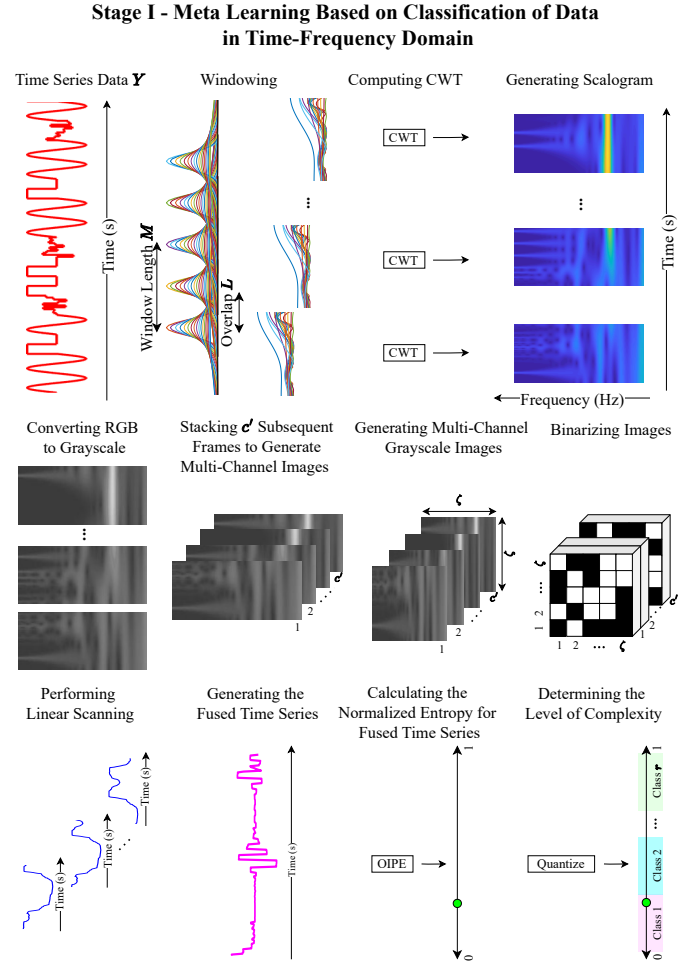 Stage I - Meta Learning Based on Classification of Data
in Time-Frequency Domain
Time Series Data Y
Windowing
Computing CWT
Generating Scalogram
Time (s)
Window Length M
Overlap L
...
CWT
CWT
CWT
...
Time (s)
Frequency (Hz)
Converting RGB
to Grayscale
Stacking c' Subsequent
Frames to Generate
Multi-Channel Images
Generating Multi-Channel
Grayscale Images
Binarizing Images
...
1
2
...
c'
ζ
ζ
1
2
...
c'
1 2 ... ζ
1 2 ... ζ
1
2
...
c'
Performing
Linear Scanning
Generating the
Fused Time Series
Calculating the
Normalized Entropy for
Fused Time Series
Determining the
Level of Complexity
Time (s)
Time (s)
...
Time (s)
Time (s)
OIPE
1
0
Quantize
1
0
Class r
...
Class 2
Class 1